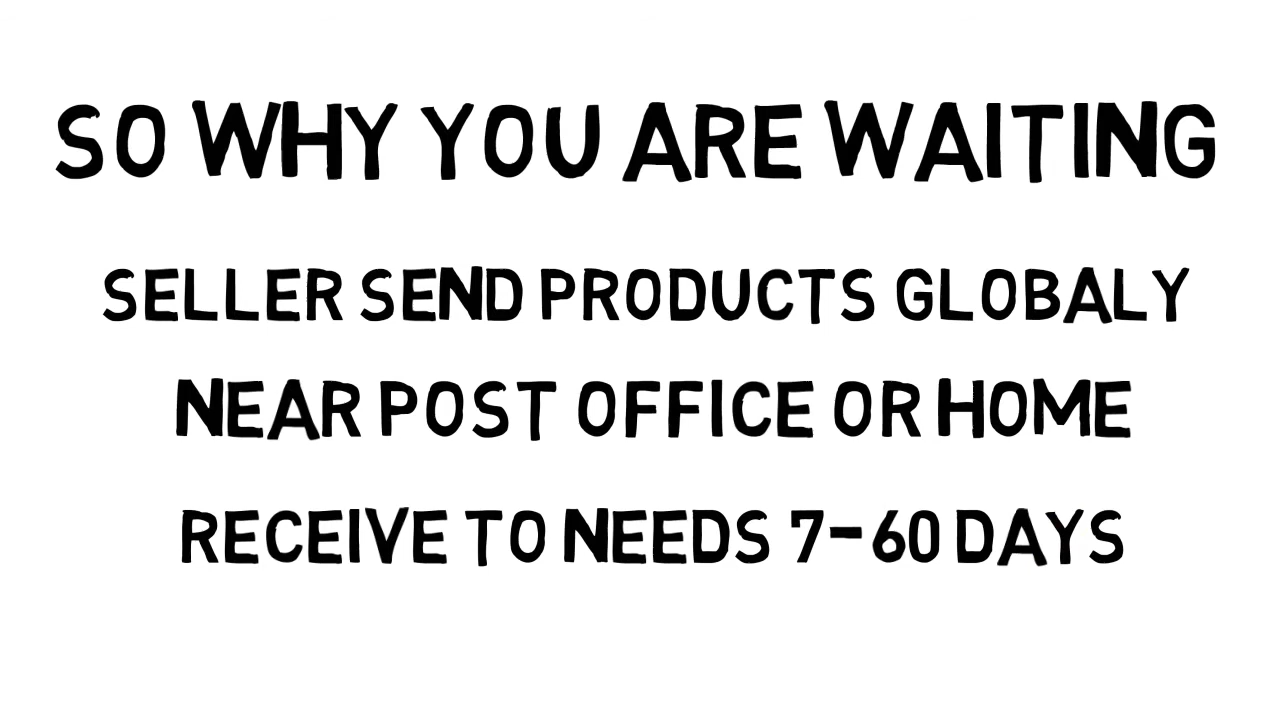 SO WHY YOU ARE WAITING
SELLER SEND PRODUCTS GLOBALY
NEAR POST OFFICE OR HOME
RECEIVE TO NEEDS 7-60 DAYS